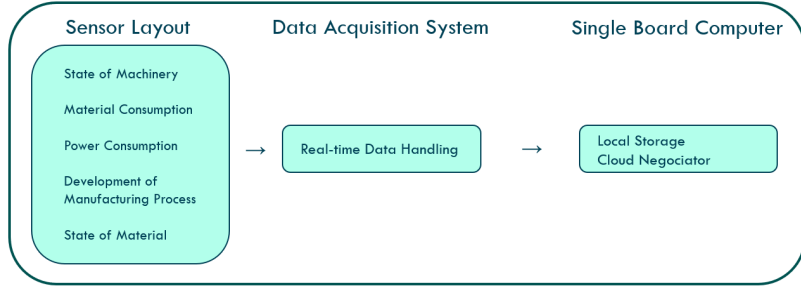 Sensor Layout
Data Acquisition System
Single Board Computer
State of Machinery
Material Consumption
Power Consumption
Development of
Manufacturing Process
State of Material
→
Real-time Data Handling
→
Local Storage
Cloud Negociator